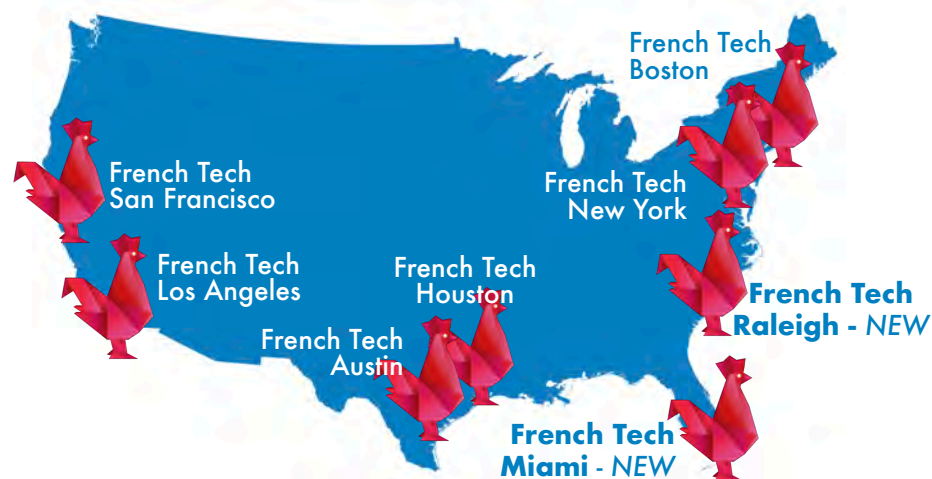 French Tech
Boston
French Tech
San Francisco
French Tech
New York
French Tech
Los Angeles
French Tech
Houston
French Tech
Raleigh - NEW
French Tech
Austin
French Tech
Miami - NEW